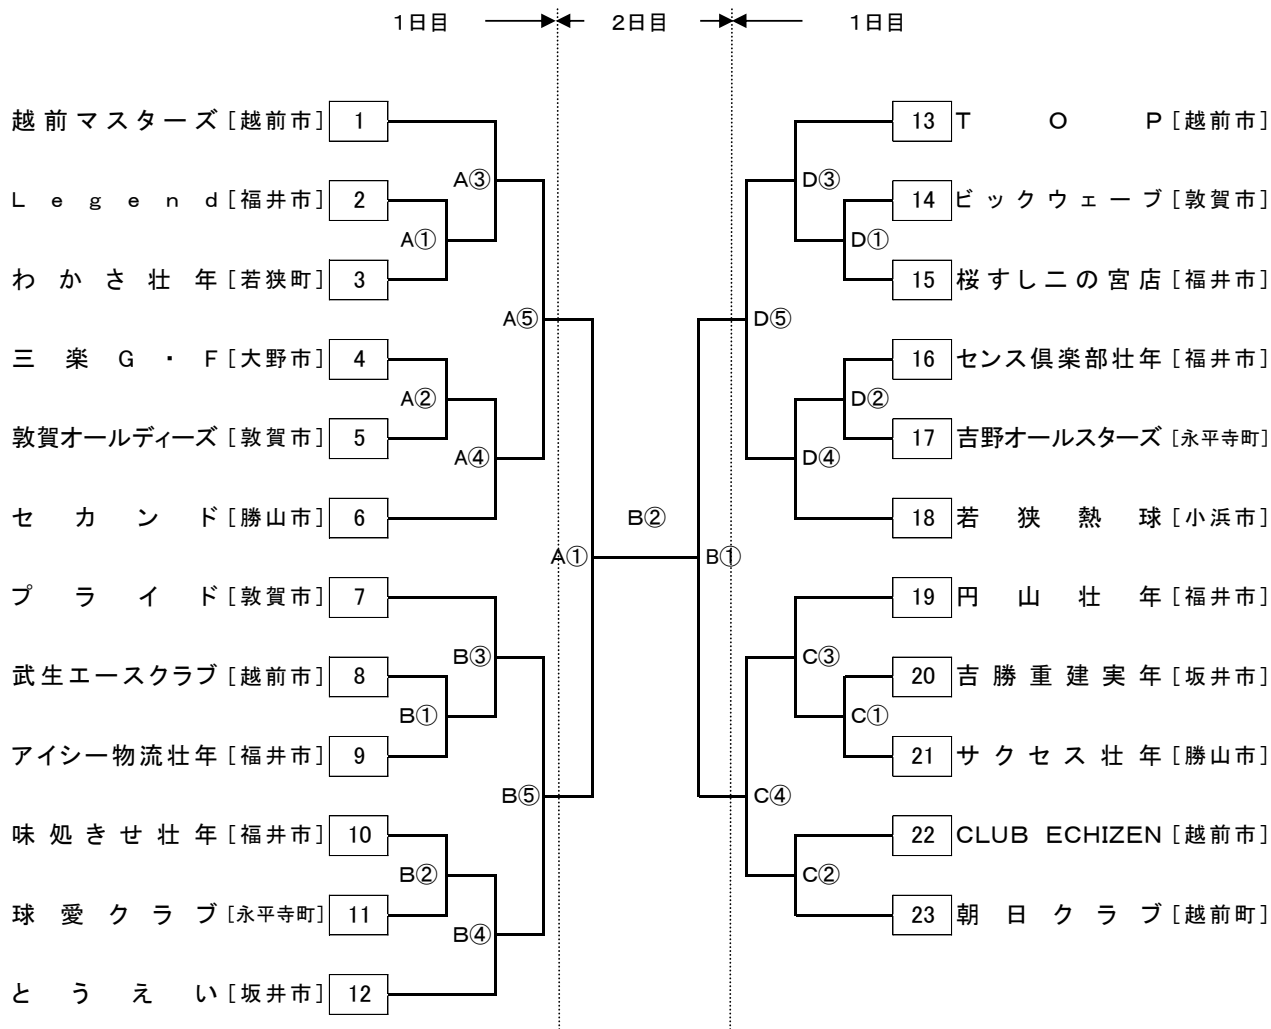 1日目 2日目 1日目
越前マスターズ [越前市] 1
Legend [福井市] 2
わかさ壮年 [若狭町] 3
三楽G・F [大野市] 4
敦賀オールディーズ [敦賀市] 5
セカンド [勝山市] 6
プライド [敦賀市] 7
武生エースクラブ [越前市] 8
アイシー物流壮年 [福井市] 9
味処きせ壮年 [福井市] 10
球愛クラブ [永平寺町] 11
とうえい [坂井市] 12
A③
A①
A⑤
A②
A④
A①
B③
B①
B⑤
B②
B④
B②
B①
D③
D①
D⑤
D②
D④
C③
C①
C④
C②
13 TOP [越前市]
14 ビックウェーブ [敦賀市]
15 桜すし二の宮店 [福井市]
16 センス倶楽部壮年 [福井市]
17 吉野オールスターズ [永平寺町]
18 若狭熱球 [小浜市]
19 円山壮年 [福井市]
20 吉勝重建実年 [坂井市]
21 サクセス壮年 [勝山市]
22 CLUB ECHIZEN [越前市]
23 朝日クラブ [越前町]